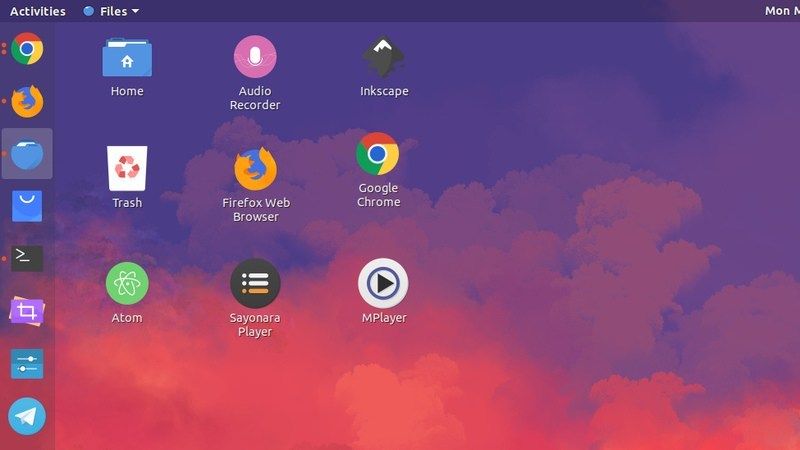 Activities
Files
Mon M
Home
Audio
Recorder
Inkscape
Trash
Firefox Web
Browser
Google
Chrome
Atom
Sayonara
Player
MPlayer